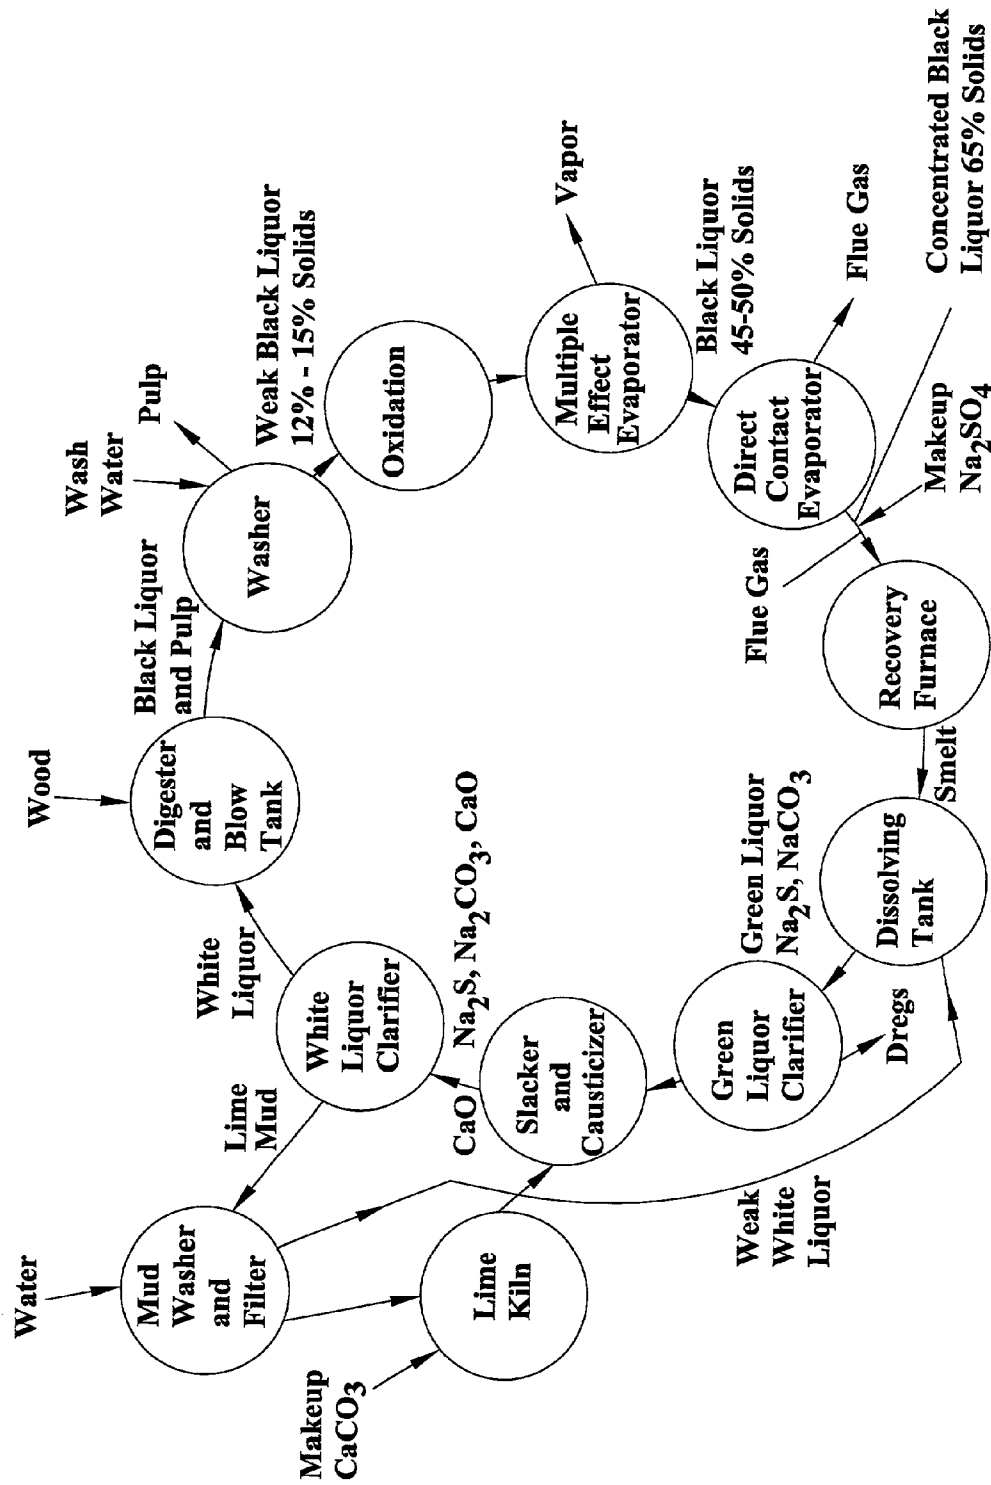 Water
Mud
Washer
and
Filter
Makeup
CaCO3
Lime
Kiln
Lime
Mud
White
Liquor
Clarifier
White
Liquor
Wood
Digester
and
Blow
Tank
Black Liquor
and Pulp
Wash
Water
Pulp
Washer
Weak Black Liquor
12% - 15% Solids
Oxidation
Vapor
Multiple
Effect
Evaporator
Black Liquor
45-50% Solids
Direct
Contact
Evaporator
Flue Gas
Concentrated Black
Liquor 65% Solids
Makeup
Na2SO4
Flue Gas
Recovery
Furnace
Smelt
Dissolving
Tank
Green Liquor
Na2S, NaCO3
Green
Liquor
Clarifier
Dregs
Weak
White
Liquor
Slacker
and
Causticizer
CaO
Na2S, Na2CO3, CaO